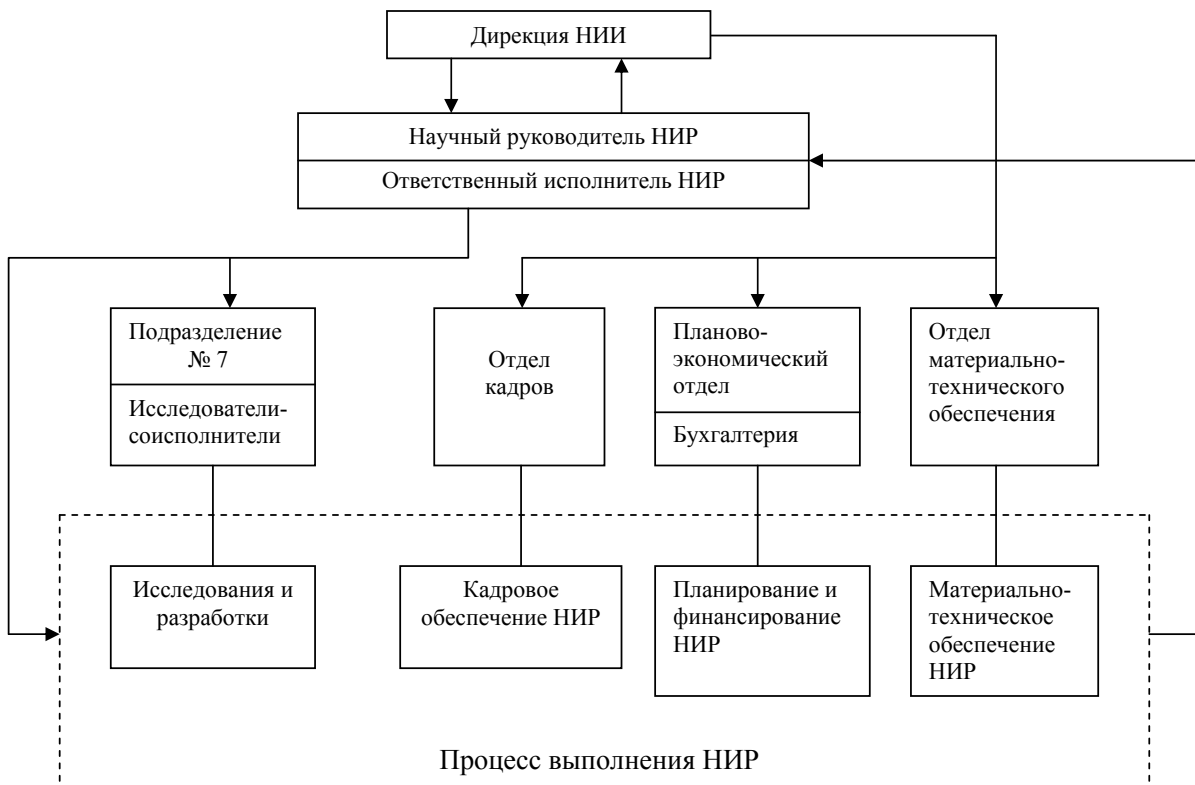 Дирекция НИИ
Научный руководитель НИР
Ответственный исполнитель НИР
Подразделение
№ 7
Исследователи-
соисполнители
Отдел
кадров
Планово-
экономический
отдел
Бухгалтерия
Отдел
материально-
технического
обеспечения
Исследования и
разработки
Кадровое
обеспечение НИР
Планирование и
финансирование
НИР
Материально-
техническое
обеспечение
НИР
Процесс выполнения НИР